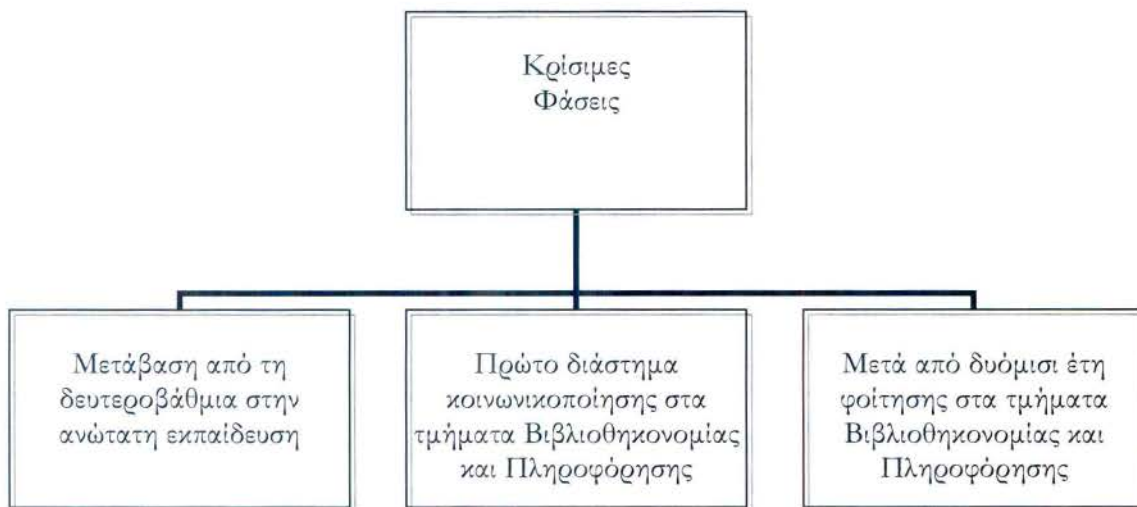 Κρίσιμες
Φάσεις
Μετάβαση από τη
δευτεροβάθμια στην
ανώτατη εκπαίδευση
Πρώτο διάστημα
κοινωνικοποίησης στα
τμήματα Βιβλιοθηκονομίας
και Πληροφόρησης
Μετά από δυόμισι έτη
φοίτησης στα τμήματα
Βιβλιοθηκονομίας και
Πληροφόρησης